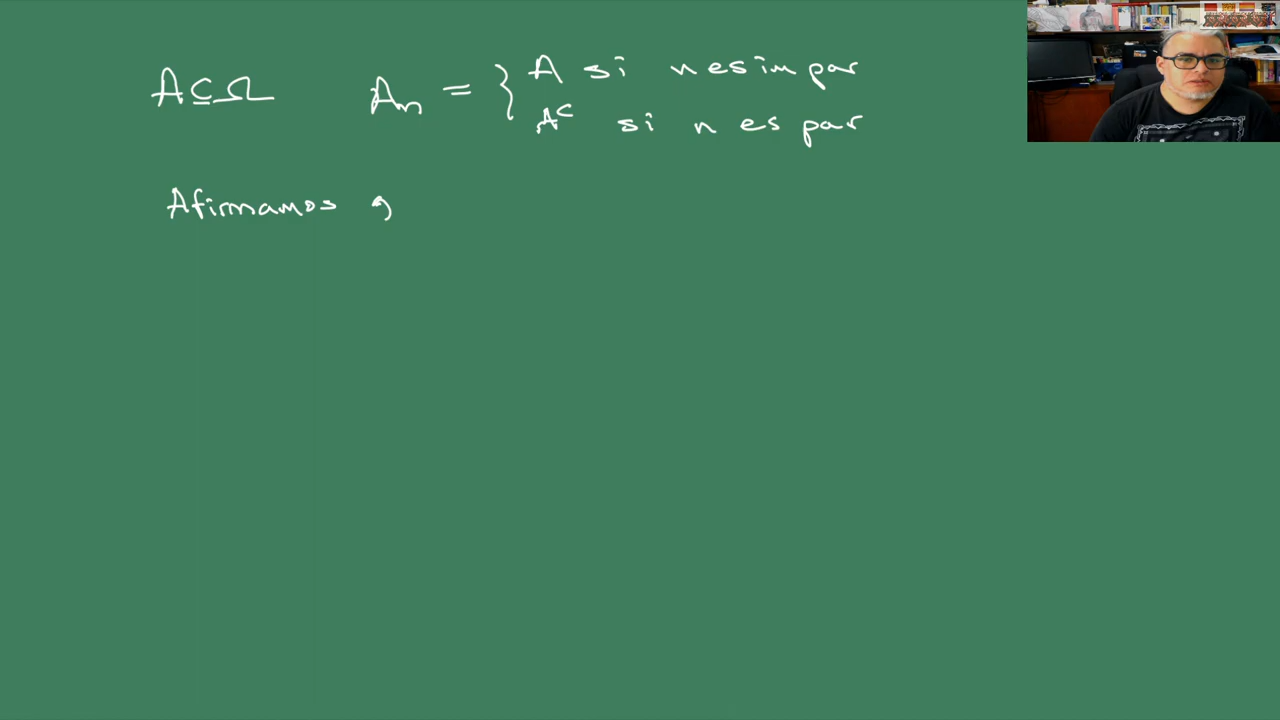 A ⊆ Ω   Aₙ = { A si n es impar
Aᶜ si n es par
Afirmamos q